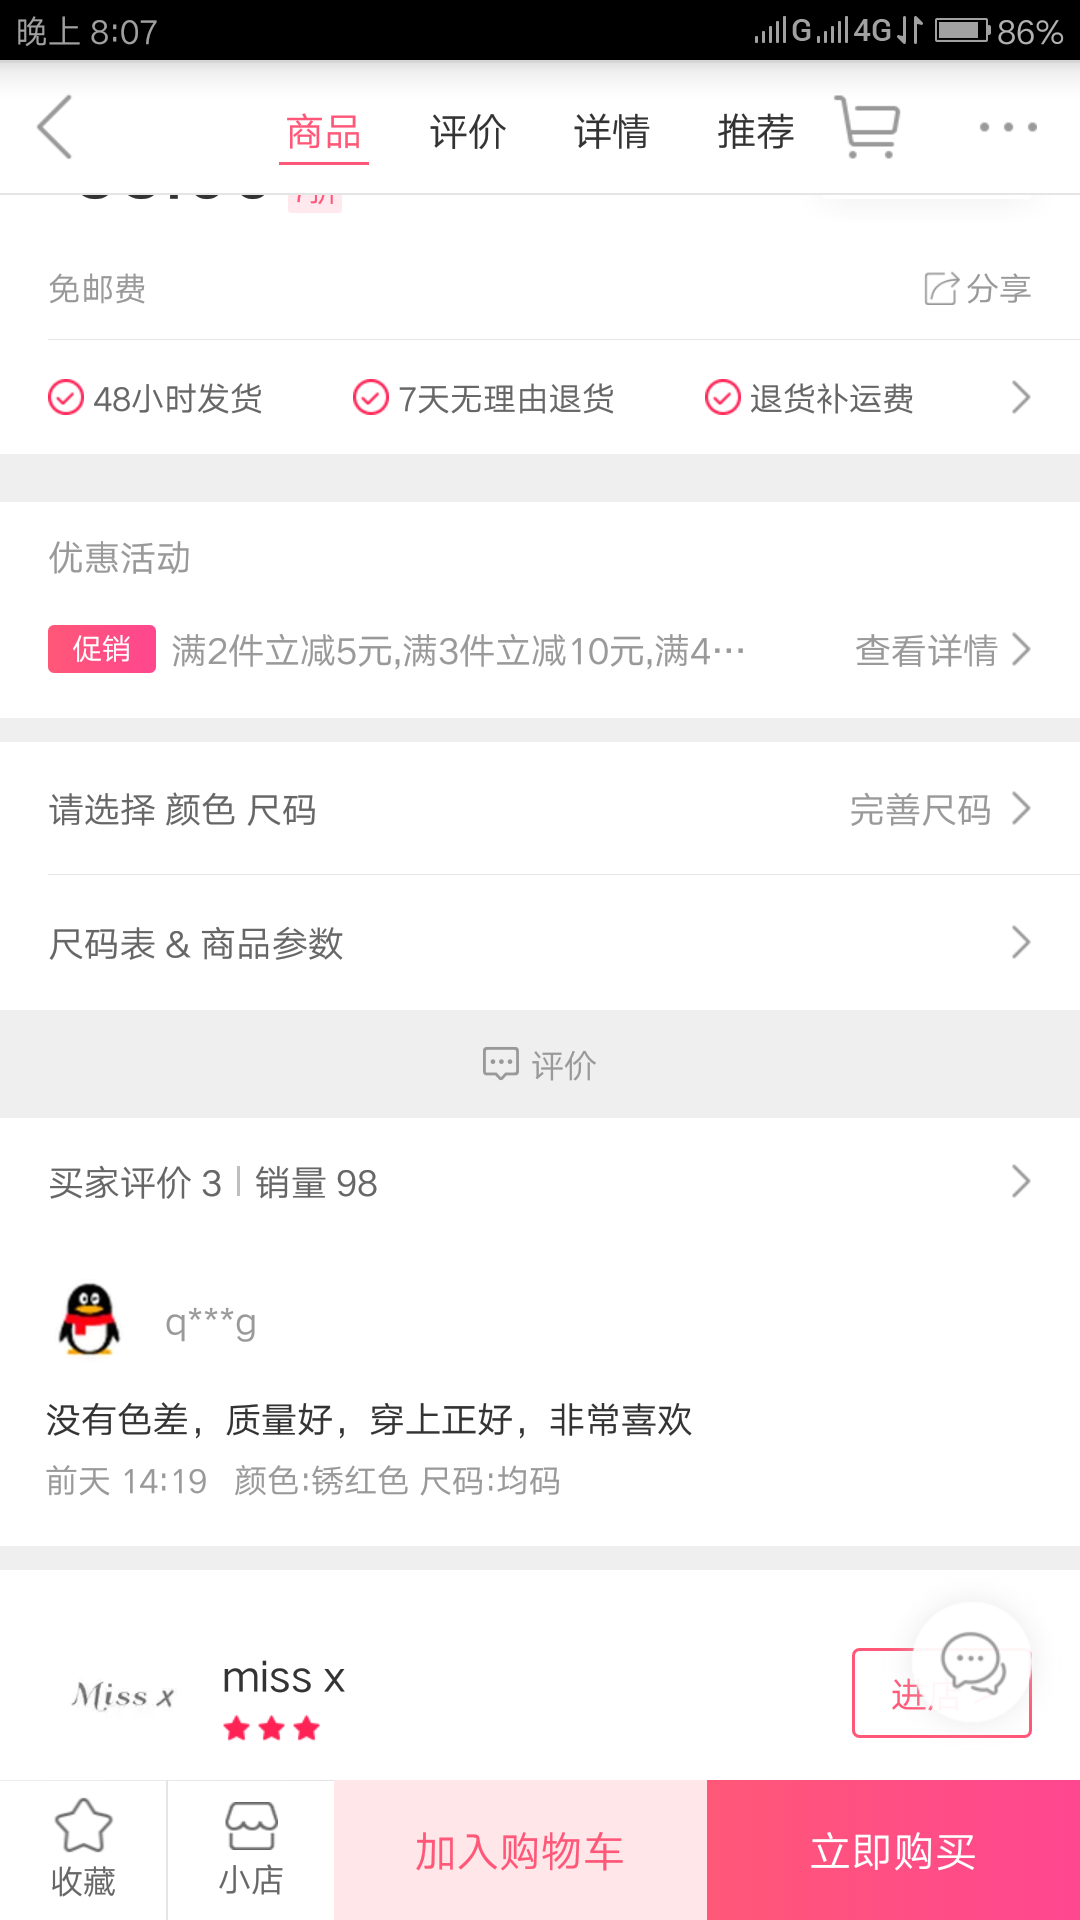 晚上 8:07 G 4G 86%
商品 评价 详情 推荐
免邮费 分享
48小时发货 7天无理由退货 退货补运费
优惠活动
促销 满2件立减5元,满3件立减10元,满4··· 查看详情
请选择 颜色 尺码 完善尺码
尺码表 & 商品参数
评价
买家评价 3 | 销量 98
q***g
没有色差，质量好，穿上正好，非常喜欢
前天 14:19 颜色:锈红色 尺码:均码
Miss x
miss x
进店
收藏 小店 加入购物车 立即购买